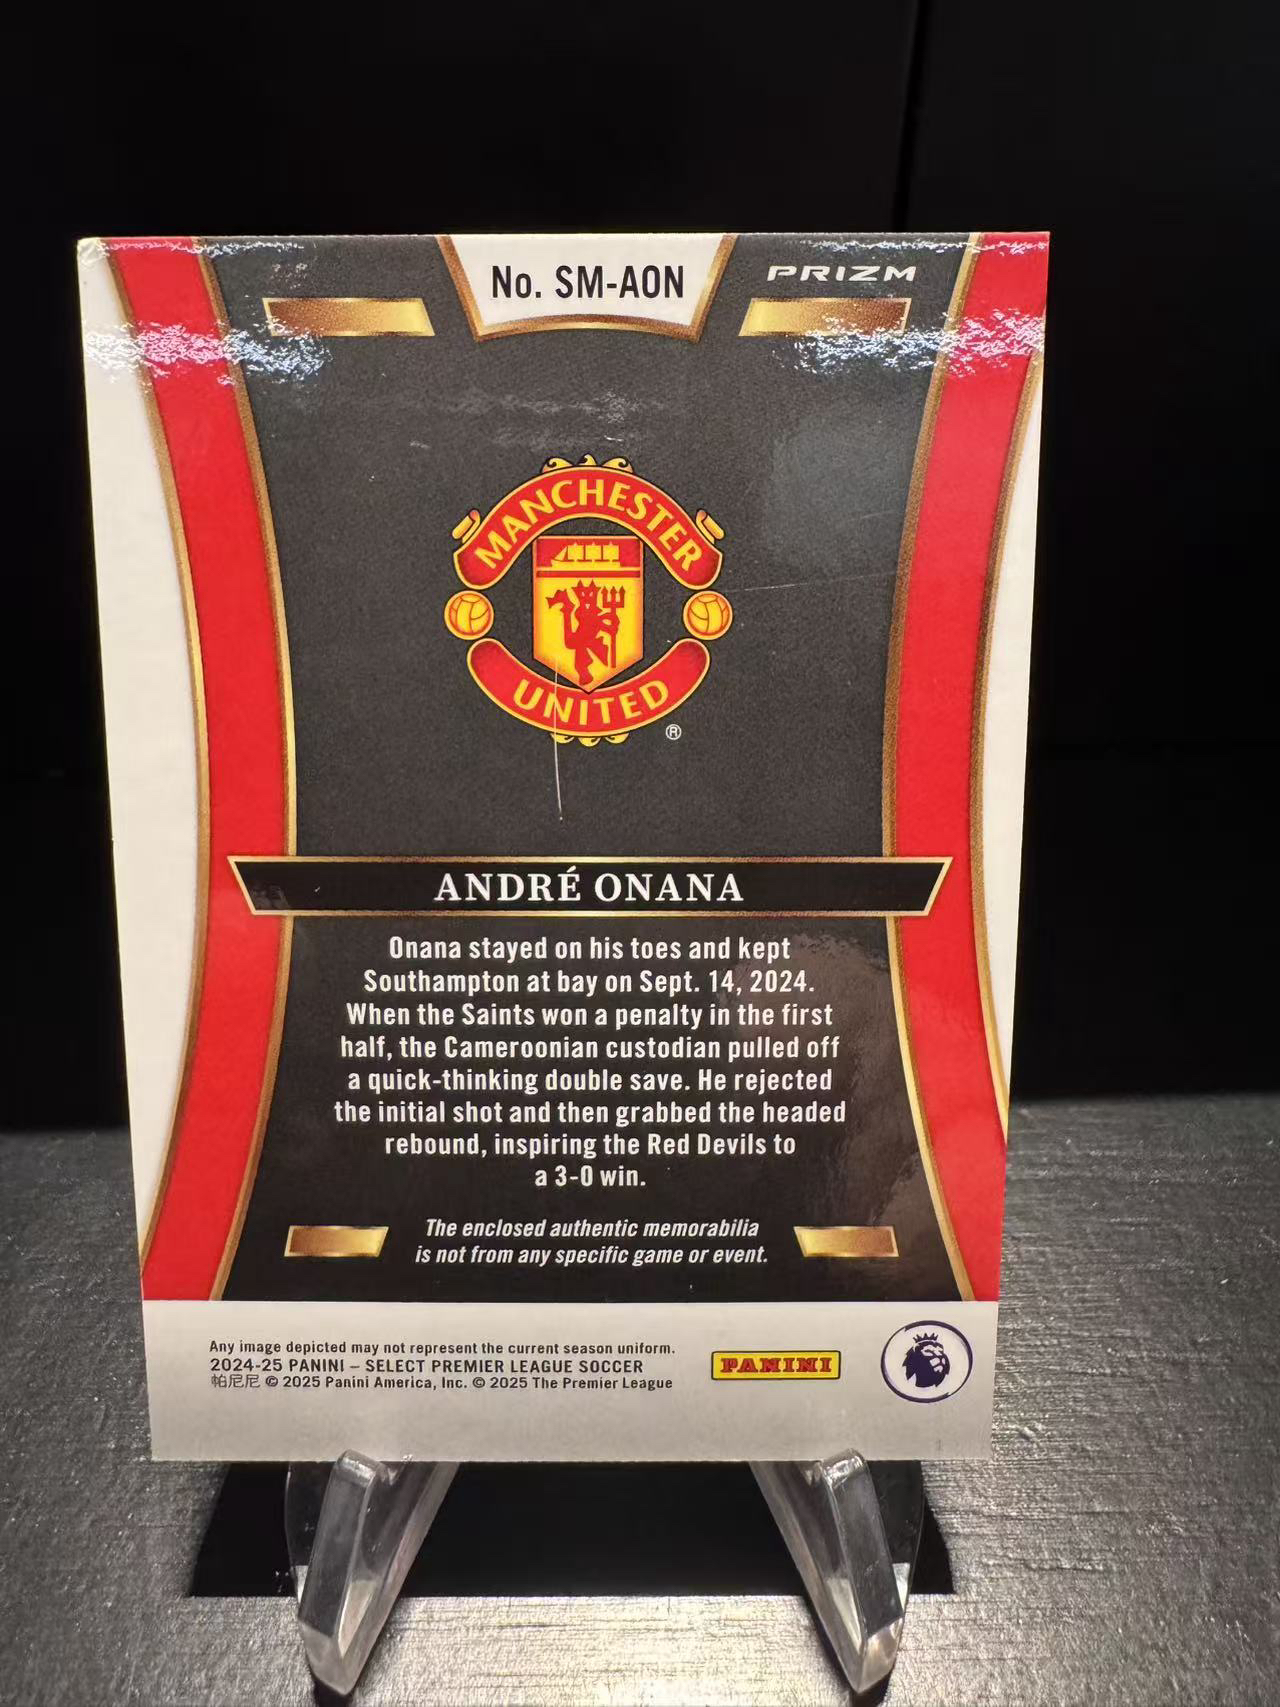 No. SM-AON
PRIZM
MANCHESTER
UNITED
®
ANDRÉ ONANA
Onana stayed on his toes and kept
Southampton at bay on Sept. 14, 2024.
When the Saints won a penalty in the first
half, the Cameroonian custodian pulled off
a quick-thinking double save. He rejected
the initial shot and then grabbed the headed
rebound, inspiring the Red Devils to
a 3-0 win.
The enclosed authentic memorabilia
is not from any specific game or event.
Any image depicted may not represent the current season uniform.
2024-25 PANINI – SELECT PREMIER LEAGUE SOCCER
帕尼尼 © 2025 Panini America, Inc. © 2025 The Premier League
PANINI